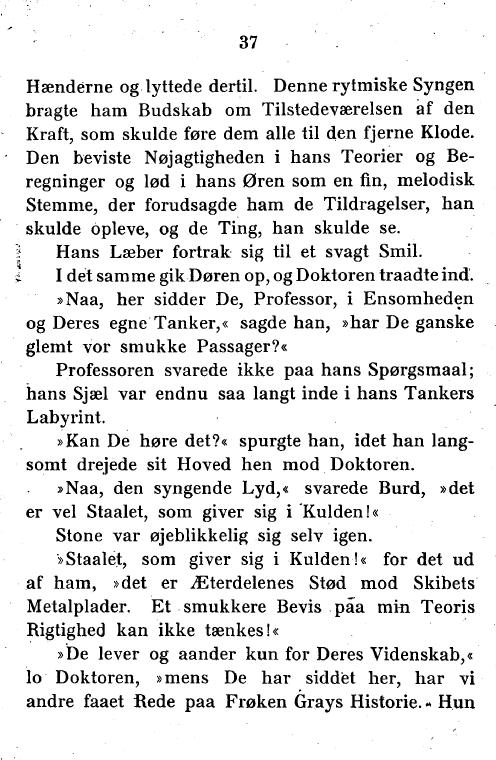 37
Hænderne og lyttede dertil. Denne rytmiske Syngen
bragte ham Budskab om Tilstedeværelsen af den
Kraft, som skulde føre dem alle til den fjerne Klode.
Den beviste Nøjagtigheden i hans Teorier og Be-
regninger og lød i hans Øren som en fin, melodisk
Stemme, der forudsagde ham de Tildragelser, han
skulde opleve, og de Ting, han skulde se.
Hans Læber fortrak sig til et svagt Smil.
I det samme gik Døren op, og Doktoren traadte ind.
»Naa, her sidder De, Professor, i Ensomheden
og Deres egne Tanker,« sagde han, »har De ganske
glemt vor smukke Passager?«
Professoren svarede ikke paa hans Spørgsmaal;
hans Sjæl var endnu saa langt inde i hans Tankers
Labyrint.
»Kan De høre det?« spurgte han, idet han lang-
somt drejede sit Hoved hen mod Doktoren.
»Naa, den syngende Lyd,« svarede Burd, »det
er vel Staalet, som giver sig i Kulden!«
Stone var øjeblikkelig sig selv igen.
»Staalet, som giver sig i Kulden!« for det ud
af ham, »det er Æterdelenes Stød mod Skibets
Metalplader. Et smukkere Bevis paa min Teoris
Rigtighed kan ikke tænkes!«
»De lever og aander kun for Deres Videnskab,«
lo Doktoren, »mens De har siddet her, har vi
andre faaet Rede paa Frøken Grays Historie. Hun